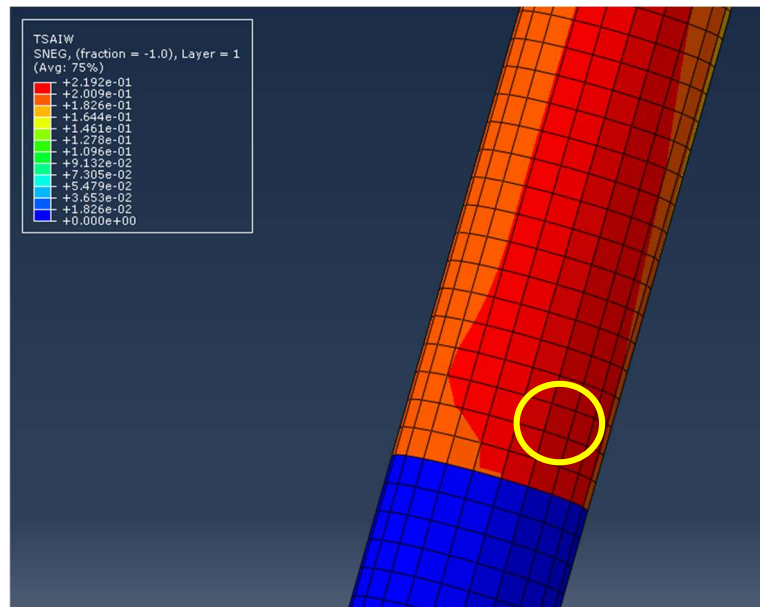 TSAIW
SNEG, (fraction = -1.0), Layer = 1
(Avg: 75%)
+2.192e-01
+2.009e-01
+1.826e-01
+1.644e-01
+1.461e-01
+1.278e-01
+1.096e-01
+9.132e-02
+7.305e-02
+5.479e-02
+3.653e-02
+1.826e-02
+0.000e+00